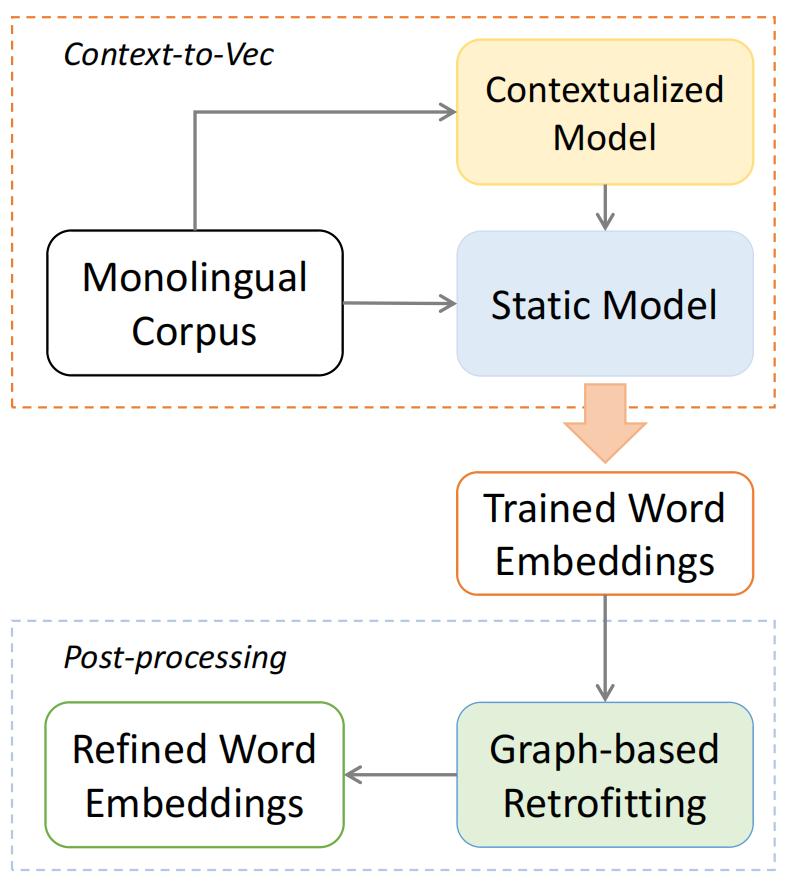 Context-to-Vec
Contextualized
Model
Monolingual
Corpus
Static Model
Trained Word
Embeddings
Post-processing
Refined Word
Embeddings
Graph-based
Retrofitting